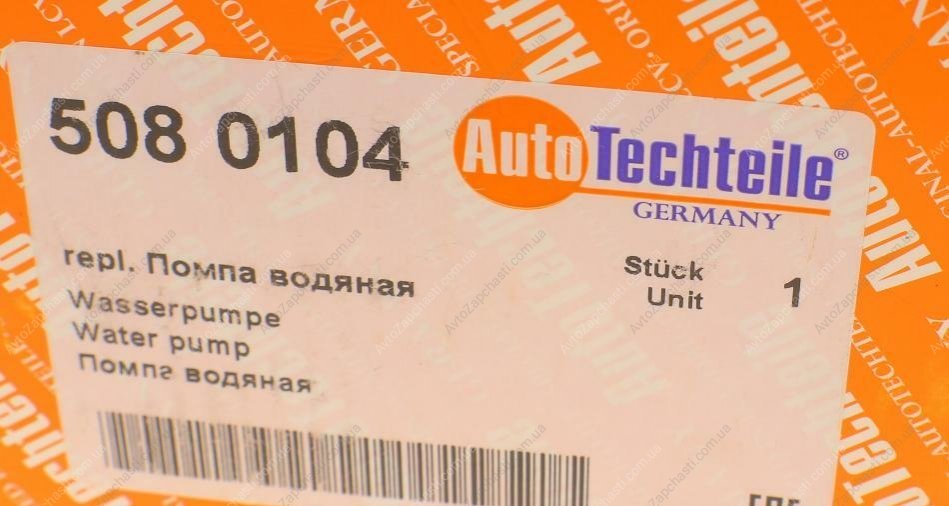 508 0104
AutoTechteile®
GERMANY
repl. Помпа водяная
Wasserpumpe
Water pump
Помпг водяная
Stück 1
Unit